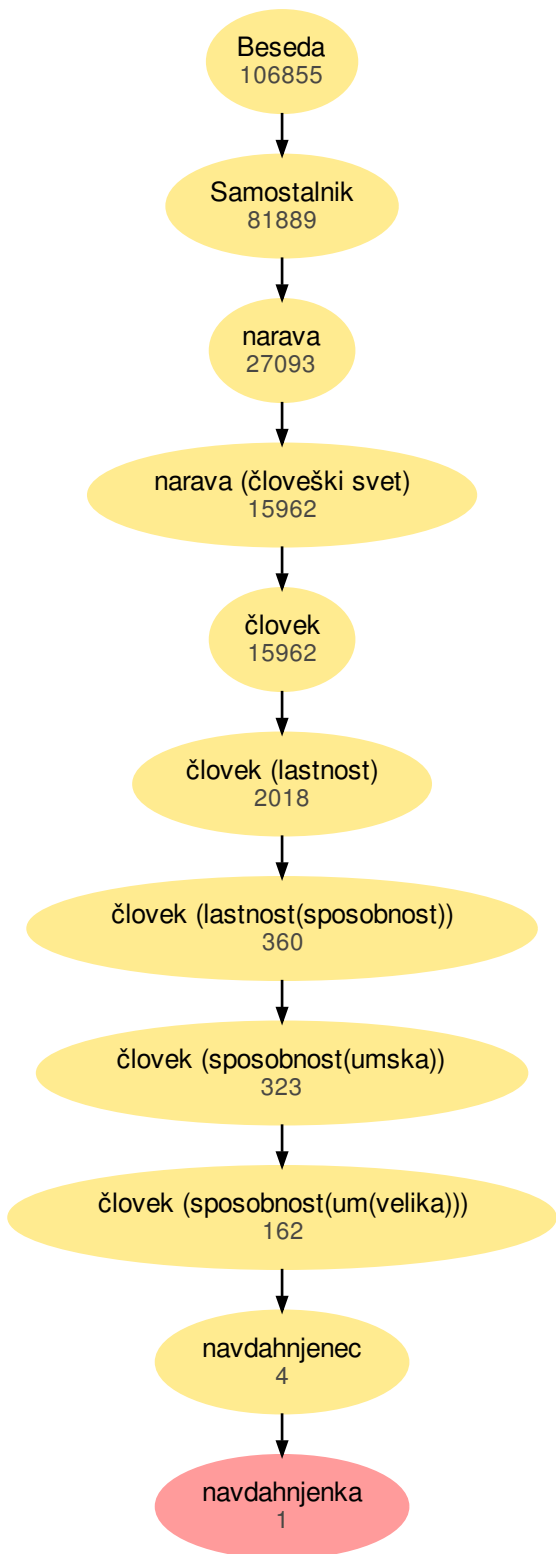 Beseda
106855
Samostalnik
81889
narava
27093
narava (človeški svet)
15962
človek
15962
človek (lastnost)
2018
človek (lastnost(sposobnost))
360
človek (sposobnost(umska))
323
človek (sposobnost(um(velika)))
162
navdahnjenec
4
navdahnjenka
1